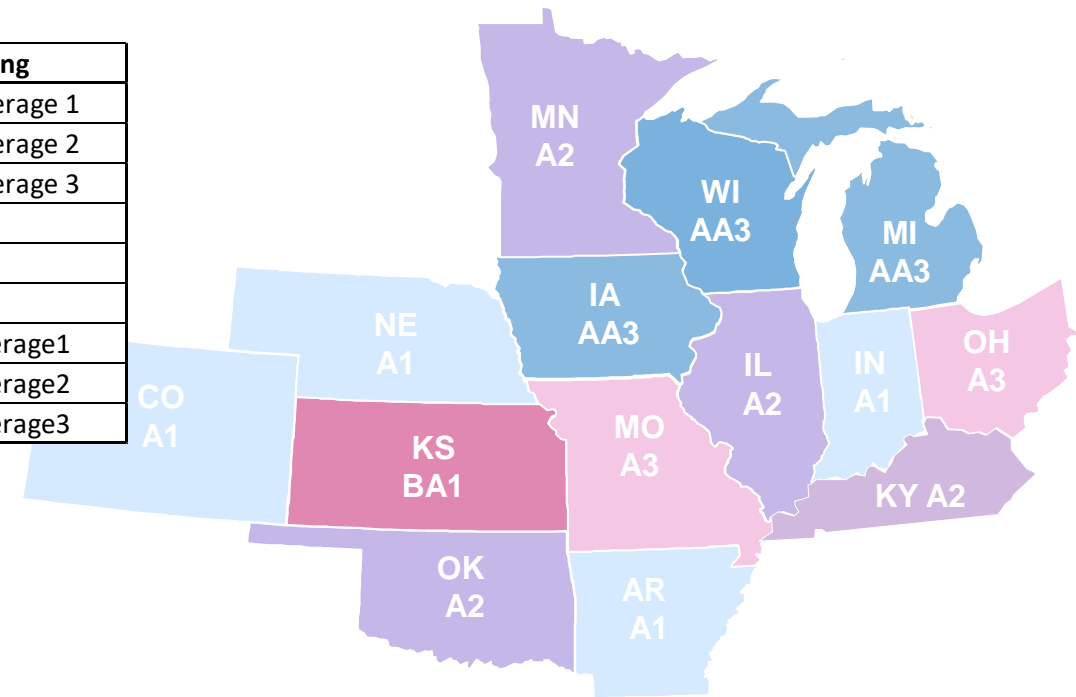 ng
erage 1
erage 2
erage 3
erage1
erage2
erage3
MN
A2
WI
AA3
MI
AA3
IA
AA3
NE
A1
CO
A1
KS
BA1
MO
A3
IL
A2
IN
A1
OH
A3
KY A2
OK
A2
AR
A1